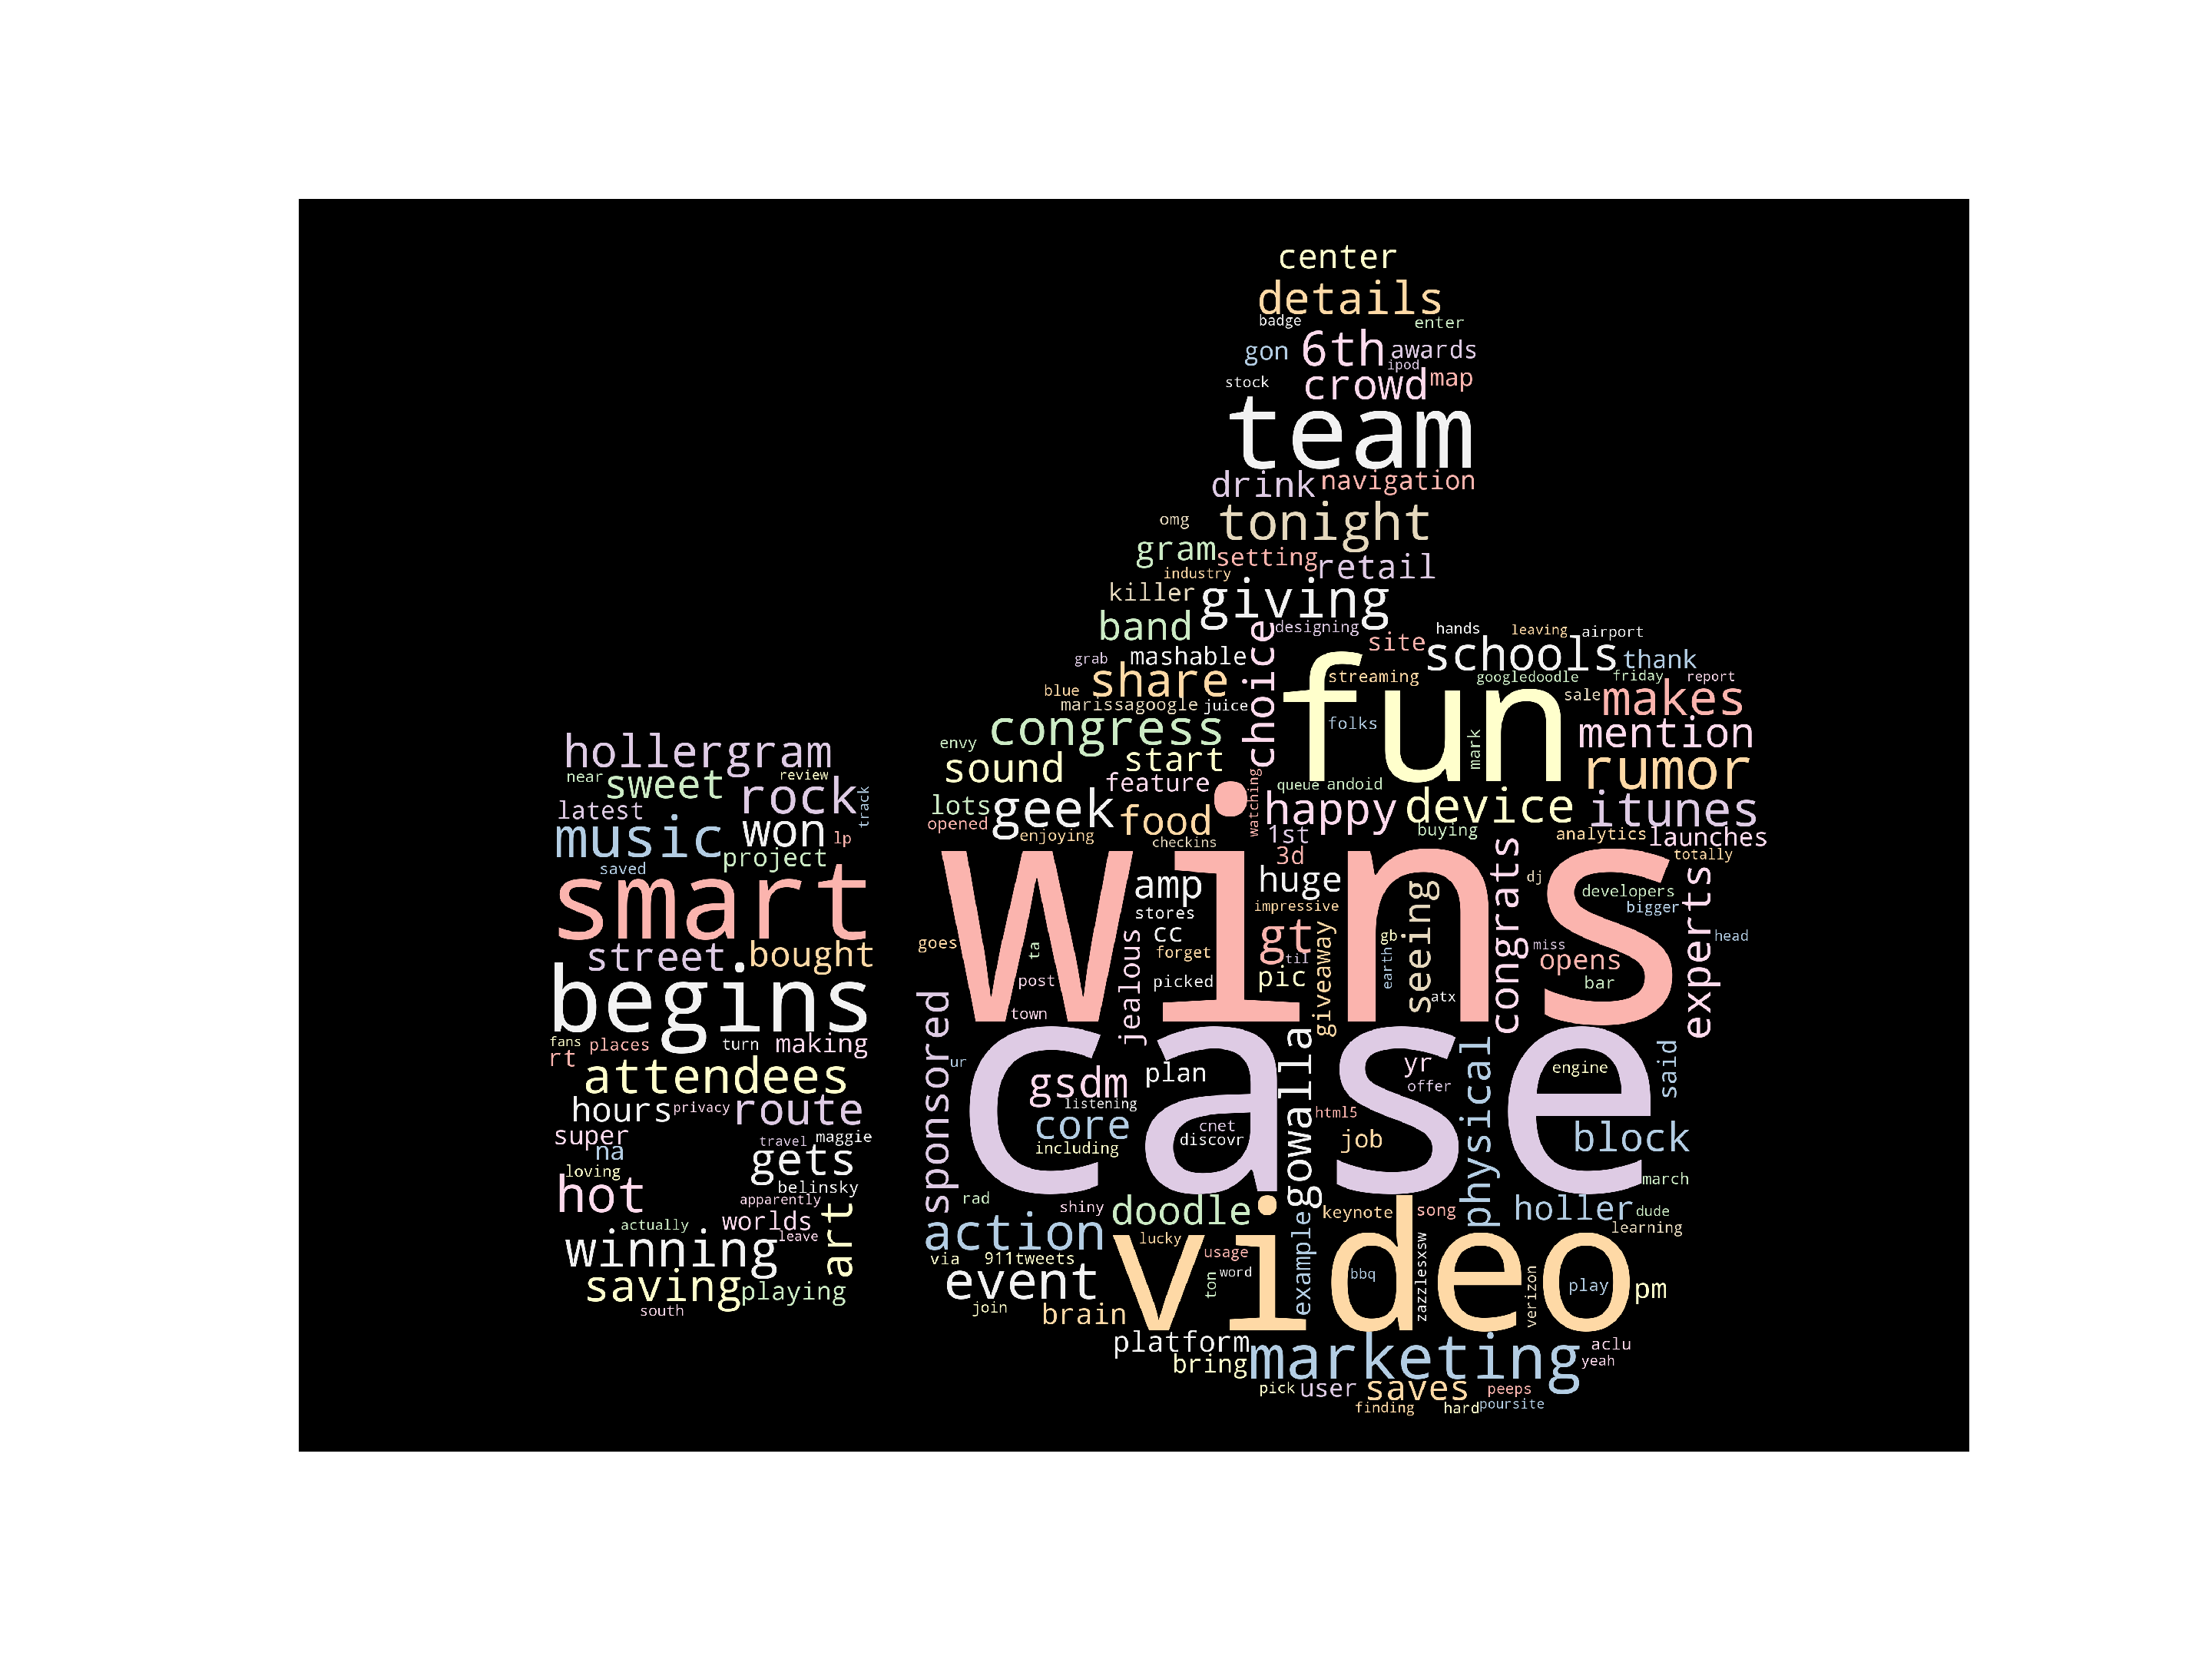 center
details
badge enter
gon 6th awards
ipod
stock crowd map
team
drink navigation
omg tonight
gram setting retail
industry
killer giving
band choice designing site hands leaving airport
grab mashable schools thank
blue share fun streaming googledoodle friday report
marissagoogle juice folks mark sale makes
envy congress mention
sound start rumor
feature watching queue andoid
lots geek food happy device itunes
opened enjoying checkins 1st buying analytics launches
hollergram
near sweet review
latest rock track
music won lp
saved project
smart
street bought
begins
fans places turn making
rt attendees
hours privacy route
super travel maggie
na gets
loving belinsky
hot apparently
actually worlds art
winning leave
saving playing
south
wins
3d congrats totally
amp huge seeing dj developers experts
stores impressive bigger
goes ta jealous cc gt giveaway gb miss head
forget til earth opens
post picked pic atx bar
town
case
sponsored ur gsdm plan gowalla yr physical engine said
listening offer
core cnet html5 block
including discovr job
march
rad shiny doodle keynote song holler dude
action lucky example learning
via 911tweets usage zazzlesxsw
event ton word bbq verizon play pm
video
join brain
platform marketing aclu
bring yeah
pick user saves peeps
finding hard poursite